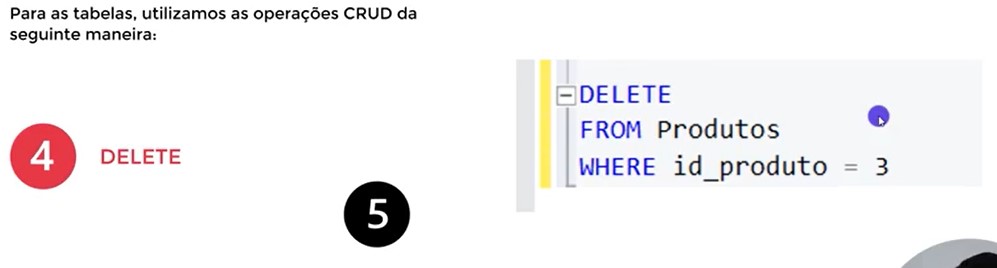 Para as tabelas, utilizamos as operações CRUD da
seguinte maneira:
4 DELETE
5
DELETE
FROM Produtos
WHERE id_produto = 3